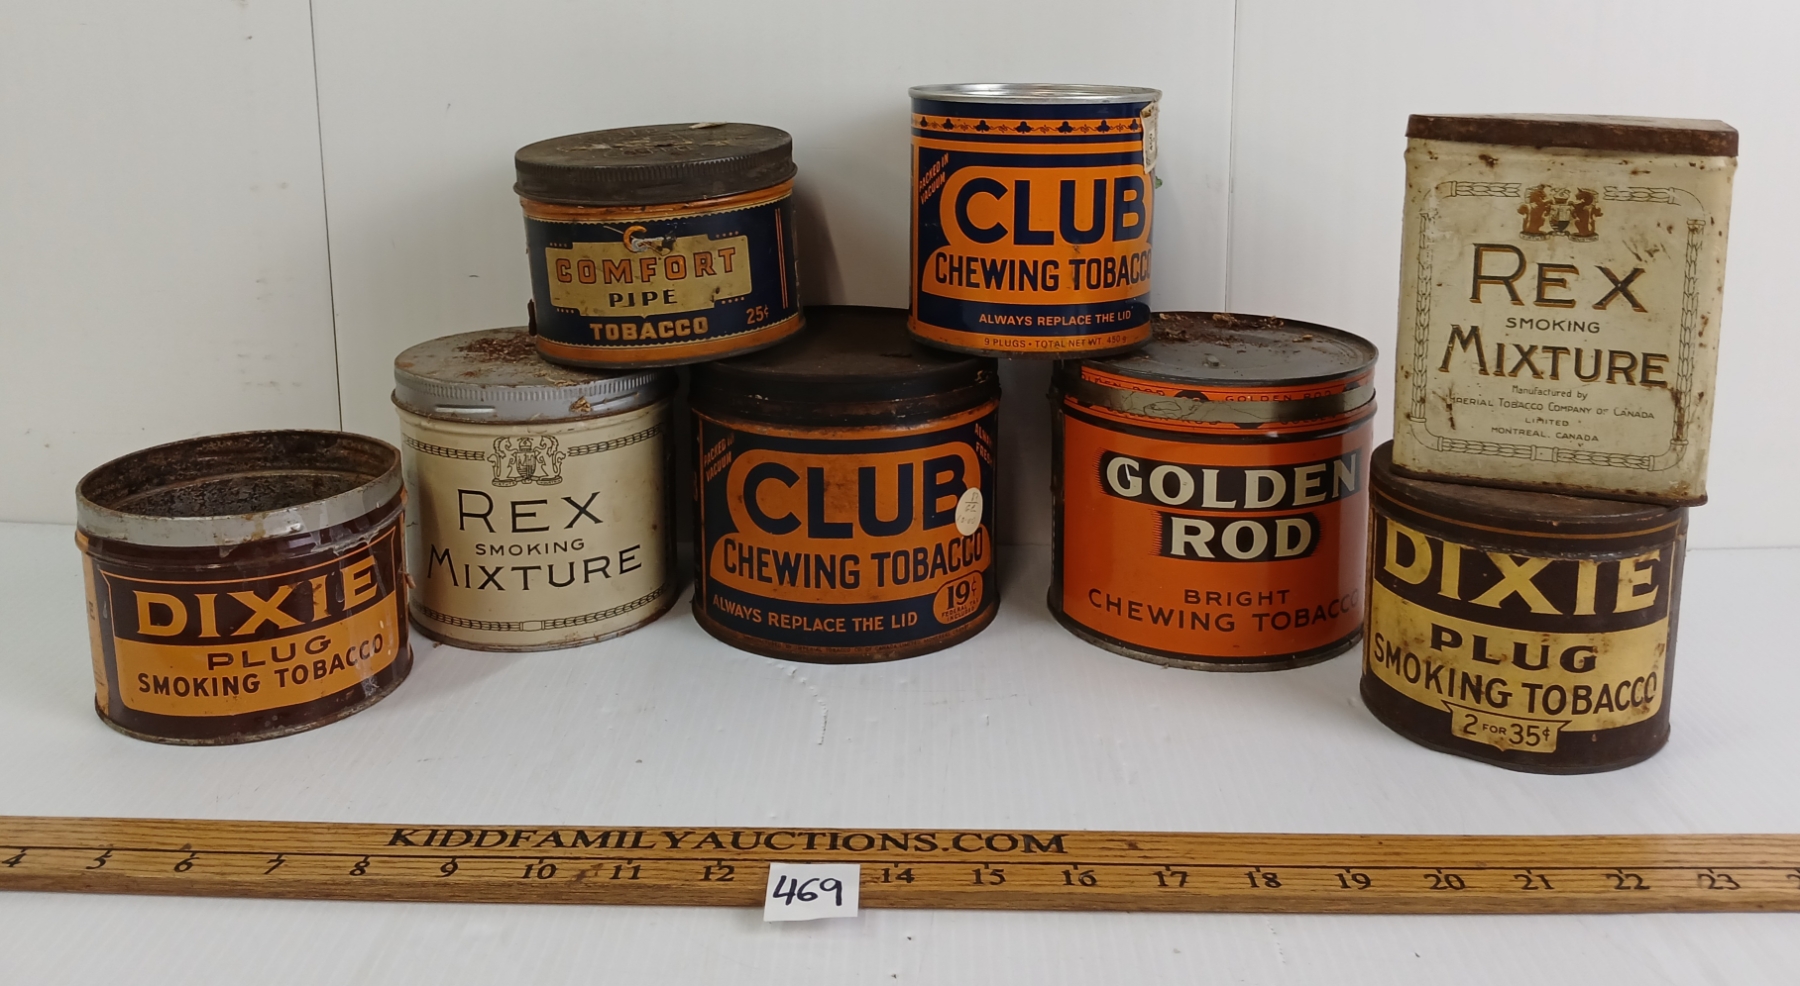 COMFORT
PIPE
TOBACCO
25¢
PACKED IN
VACUUM
CLUB
CHEWING TOBACCO
ALWAYS REPLACE THE LID
9 PLUGS • TOTAL NET WT. 450 g
REX
SMOKING
MIXTURE
Manufactured by
IMPERIAL TOBACCO COMPANY OF CANADA
LIMITED
MONTREAL, CANADA
DIXIE
PLUG
SMOKING TOBACCO
REX
SMOKING
MIXTURE
PACKED IN
VACUUM
CLUB
CHEWING TOBACCO
19¢
ALWAYS REPLACE THE LID
GOLDEN ROD
GOLDEN
ROD
BRIGHT
CHEWING TOBACCO
DIXIE
PLUG
SMOKING TOBACCO
2 FOR 35¢
KIDDFAMILYAUCTIONS.COM
4 5 6 7 8 9 10 11 12 14 15 16 17 18 19 20 21 22 23
469